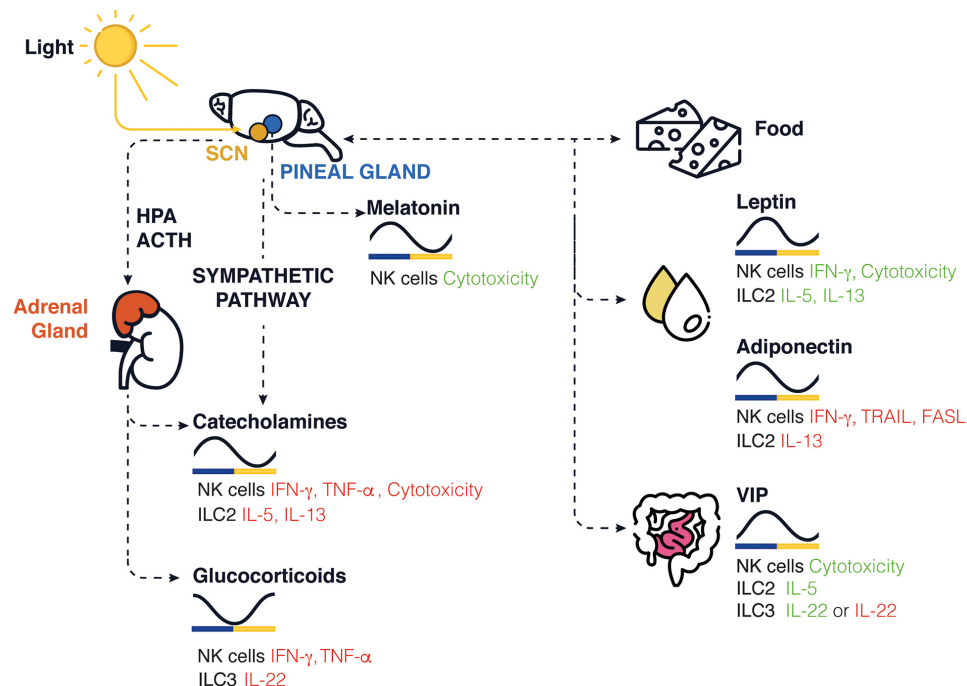 Light
SCN
PINEAL GLAND
HPA
ACTH
SYMPATHETIC
PATHWAY
Melatonin
NK cells Cytotoxicity
Adrenal
Gland
Catecholamines
NK cells IFN-γ, TNF-α , Cytotoxicity
ILC2 IL-5, IL-13
Glucocorticoids
NK cells IFN-γ, TNF-α
ILC3 IL-22
Food
Leptin
NK cells IFN-γ, Cytotoxicity
ILC2 IL-5, IL-13
Adiponectin
NK cells IFN-γ, TRAIL, FASL
ILC2 IL-13
VIP
NK cells Cytotoxicity
ILC2 IL-5
ILC3 IL-22 or IL-22